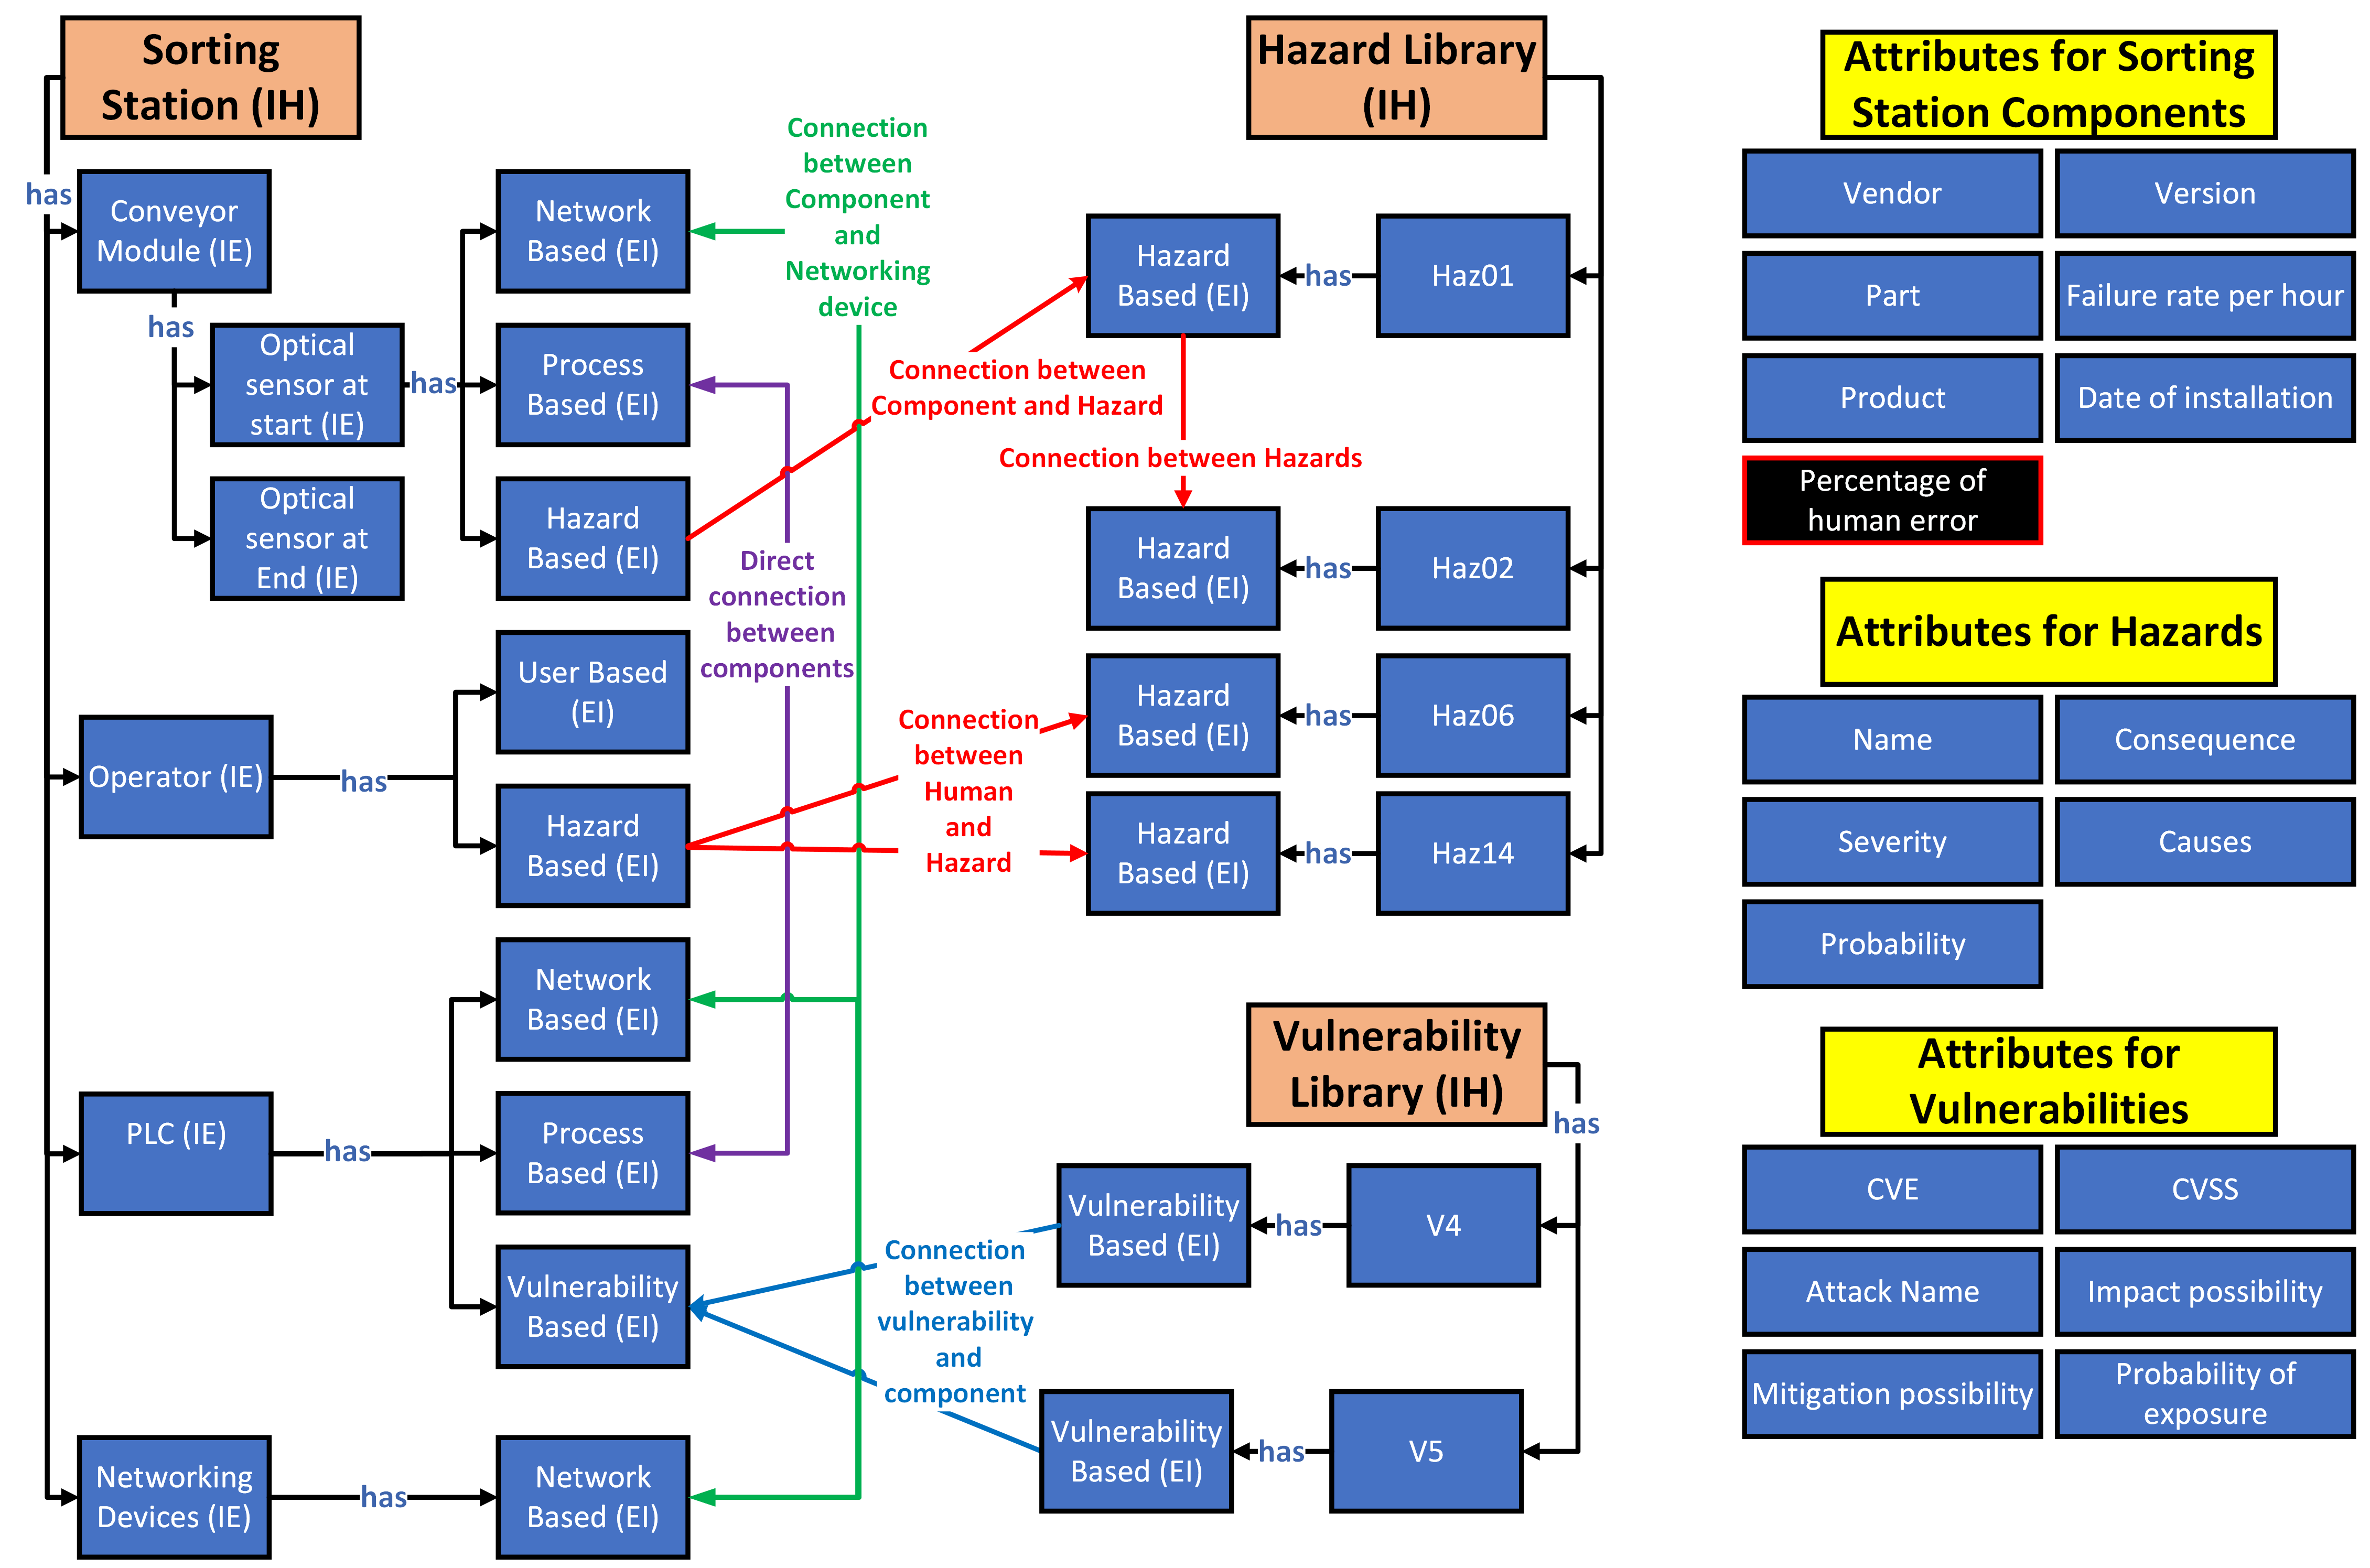 Sorting
Station (IH)
has
Conveyor
Module (IE)
has
Optical
sensor at
start (IE)
has
Optical
sensor at
End (IE)
Network
Based (EI)
Process
Based (EI)
Hazard
Based (EI)
Operator (IE)
has
User Based
(EI)
Hazard
Based (EI)
PLC (IE)
has
Network
Based (EI)
Process
Based (EI)
Vulnerability
Based (EI)
Networking
Devices (IE)
has
Network
Based (EI)
Connection
between
Component
and
Networking
device
Direct
connection
between
components
Connection between
Component and Hazard
Connection between Hazards
Connection
between
Human
and
Hazard
Connection
between
vulnerability
and
component
Hazard Library
(IH)
Hazard
Based (EI)
has
Haz01
Hazard
Based (EI)
has
Haz02
Hazard
Based (EI)
has
Haz06
Hazard
Based (EI)
has
Haz14
Vulnerability
Library (IH)
has
Vulnerability
Based (EI)
has
V4
Vulnerability
Based (EI)
has
V5
Attributes for Sorting
Station Components
Vendor
Version
Part
Failure rate per hour
Product
Date of installation
Percentage of
human error
Attributes for Hazards
Name
Consequence
Severity
Causes
Probability
Attributes for
Vulnerabilities
CVE
CVSS
Attack Name
Impact possibility
Mitigation possibility
Probability of
exposure